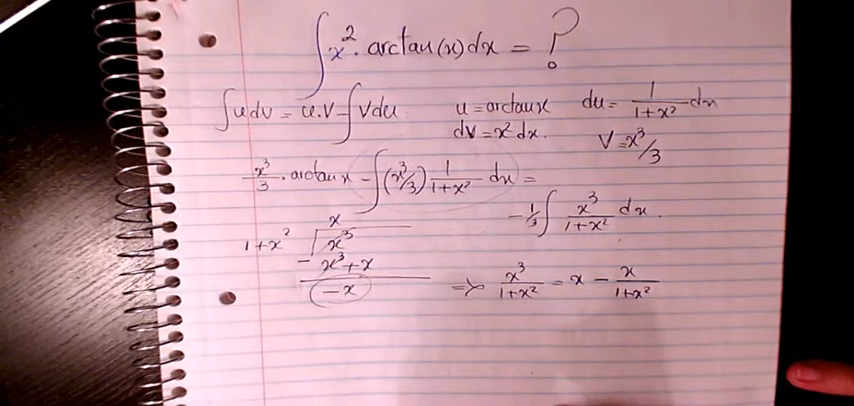 ∫ x² · arctan(x) dx = ?
∫ u dv = u.v - ∫ v du   u = arctan x   du = 1/(1+x²) dx
dv = x² dx.   V = x³/3
x³/3 · arctan x - ∫ (x³/3) 1/(1+x²) dx =
-1/3 ∫ x³/(1+x²) dx.
x
1+x² √x³
- x³+x
-x
=> x³/(1+x²) = x - x/(1+x²)